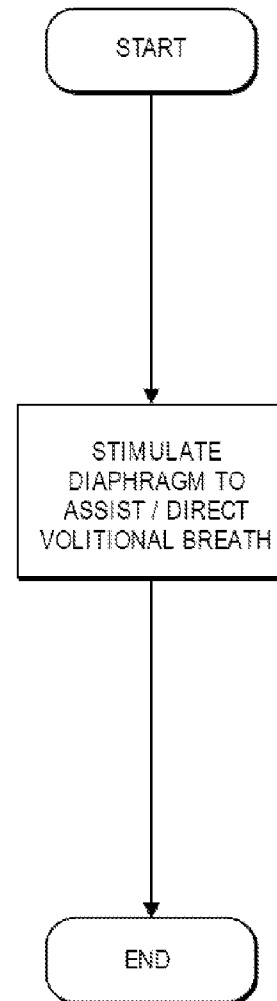 START
STIMULATE
DIAPHRAGM TO
ASSIST / DIRECT
VOLITIONAL BREATH
END